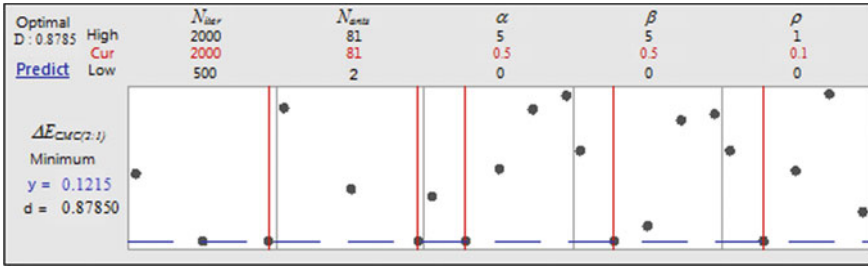 Optimal N_iter N_ants α β ρ
D : 0.8785 High 2000 81 5 5 1
Cur 2000 81 0.5 0.5 0.1
Predict Low 500 2 0 0 0
ΔE_CMC(2:1)
Minimum
y = 0.1215
d = 0.87850